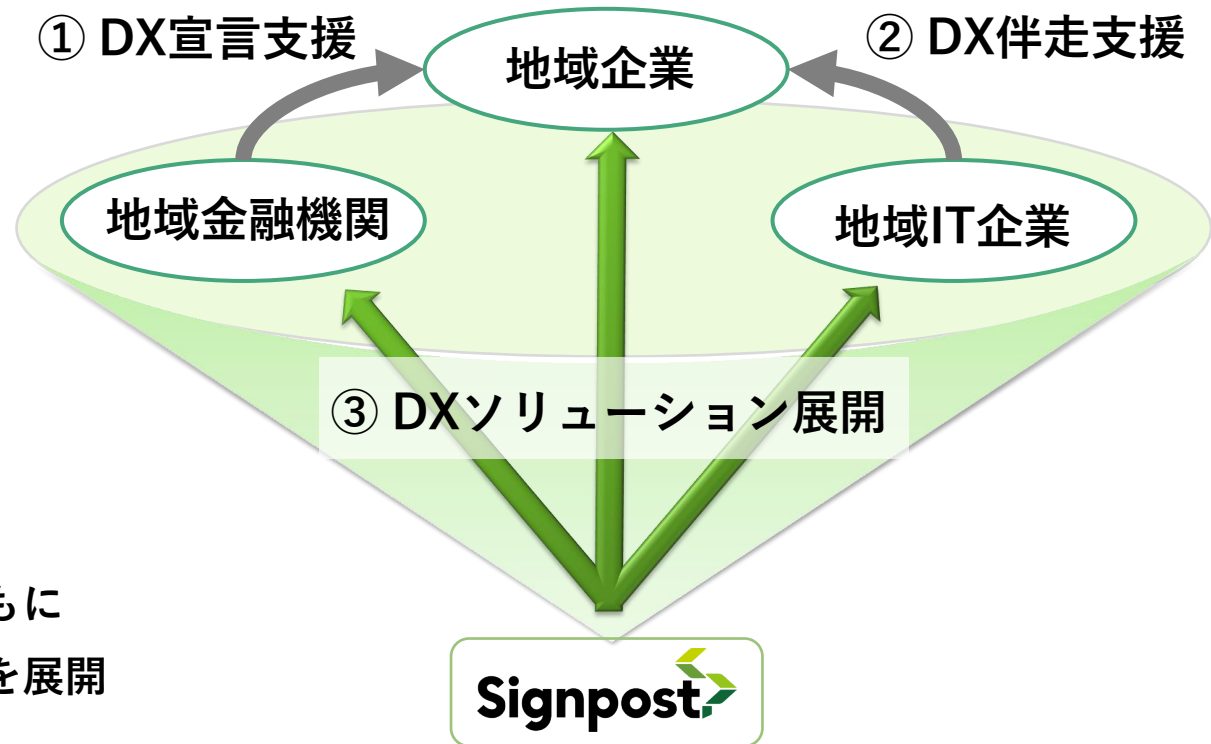 ① DX宣言支援
地域企業
② DX伴走支援
地域金融機関
地域IT企業
③ DXソリューション展開
もに
を展開
Signpost